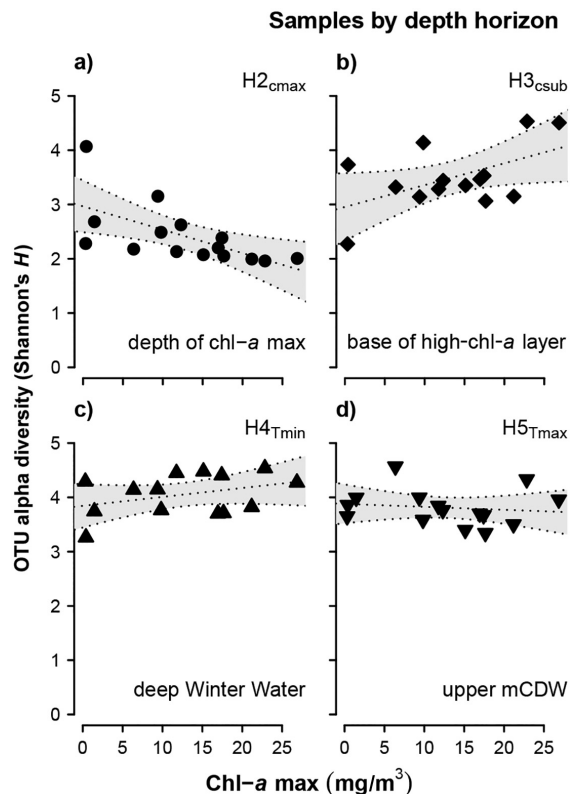 Samples by depth horizon
a)
H2cmax
b)
H3csub
5
4
3
2
1
0
depth of chl−a max
base of high-chl-a layer
OTU alpha diversity (Shannon's H)
c)
H4Tmin
d)
H5Tmax
5
4
3
2
1
0
deep Winter Water
upper mCDW
0 5 10 15 20 25
0 5 10 15 20 25
Chl−a max (mg/m³)